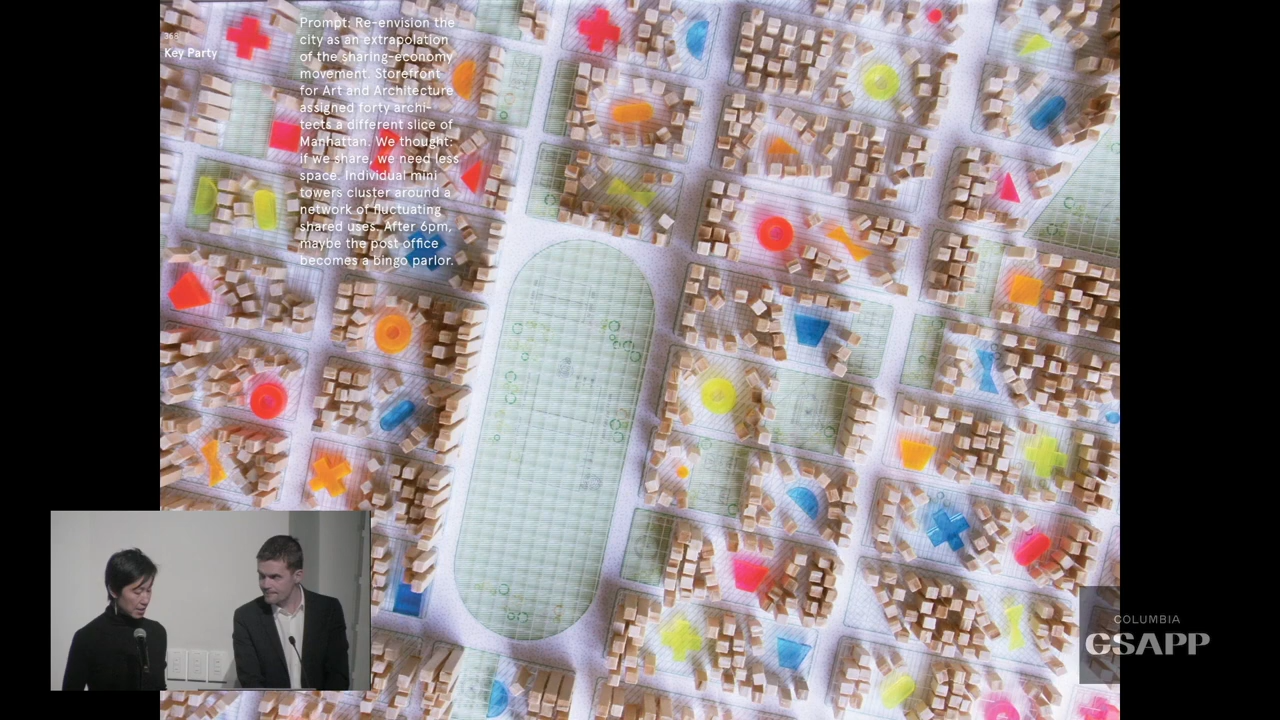 368
Key Party
Prompt: Re-envision the
city as an extrapolation
of the sharing-economy
movement. Storefront
for Art and Architecture
assigned forty archi-
tects a different slice of
Manhattan. We thought:
if we share, we need less
space. Individual mini
towers cluster around a
network of fluctuating
shared uses. After 6pm,
maybe the post office
becomes a bingo parlor.
COLUMBIA
GSAPP